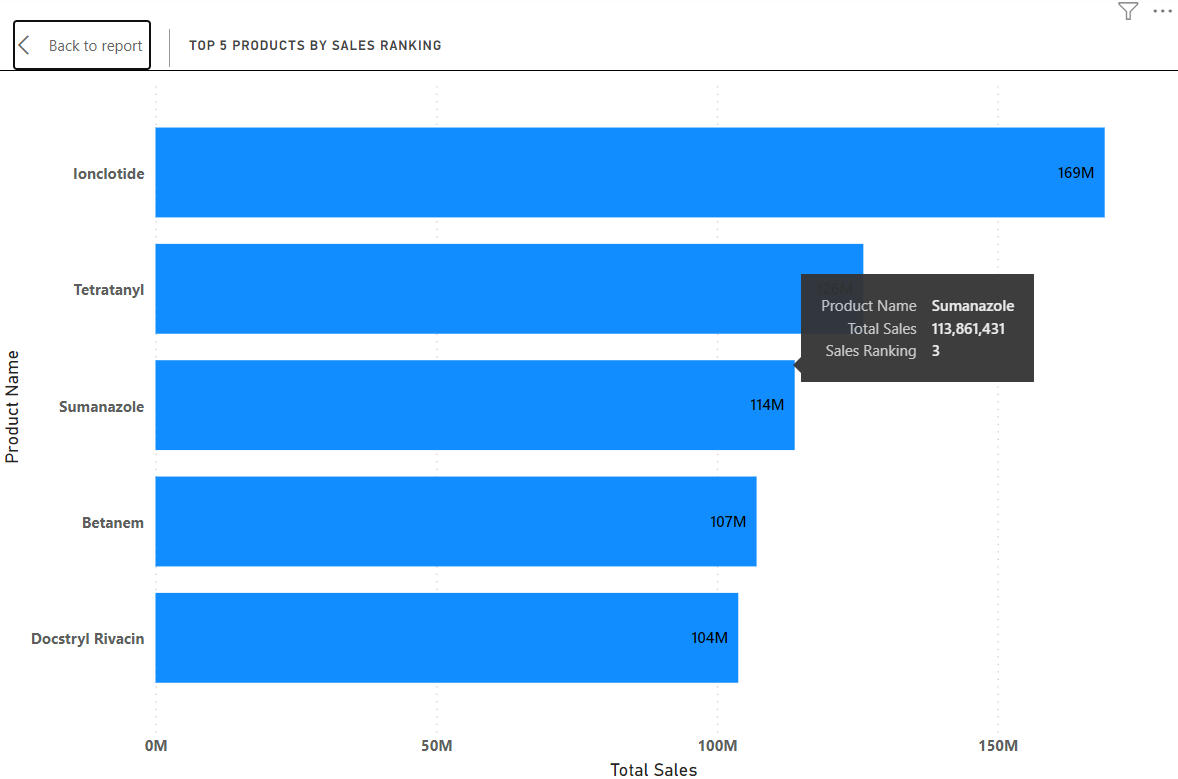 Back to report
TOP 5 PRODUCTS BY SALES RANKING
Product Name
Ionclotide
169M
Tetratanyl
Product Name Sumanazole
Total Sales 113,861,431
Sales Ranking 3
Sumanazole
114M
Betanem
107M
Docstryl Rivacin
104M
0M 50M 100M 150M
Total Sales